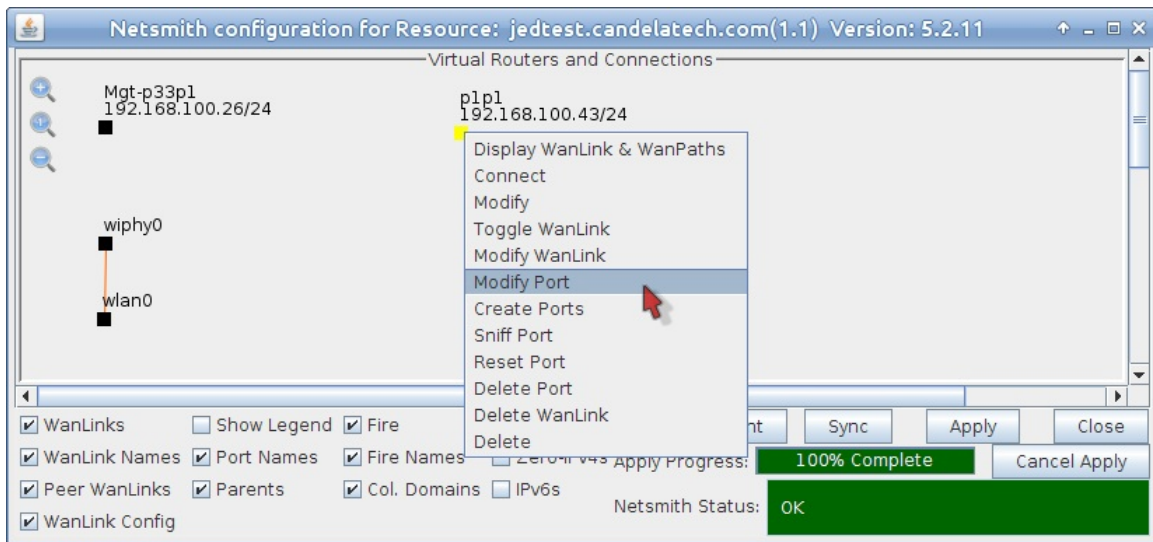 Netsmith configuration for Resource: jedtest.candelatech.com(1.1) Version: 5.2.11
Virtual Routers and Connections
Mgt-p33p1
192.168.100.26/24
p1p1
192.168.100.43/24
Display WanLink & WanPaths
Connect
Modify
Toggle WanLink
Modify WanLink
Modify Port
Create Ports
Sniff Port
Reset Port
Delete Port
Delete WanLink
Delete
wiphy0
wlan0
WanLinks
Show Legend
Fire
Sync
Apply
Close
WanLink Names
Port Names
Fire Names
Apply Progress:
100% Complete
Cancel Apply
Peer WanLinks
Parents
Col. Domains
IPv6s
Netsmith Status:
OK
WanLink Config